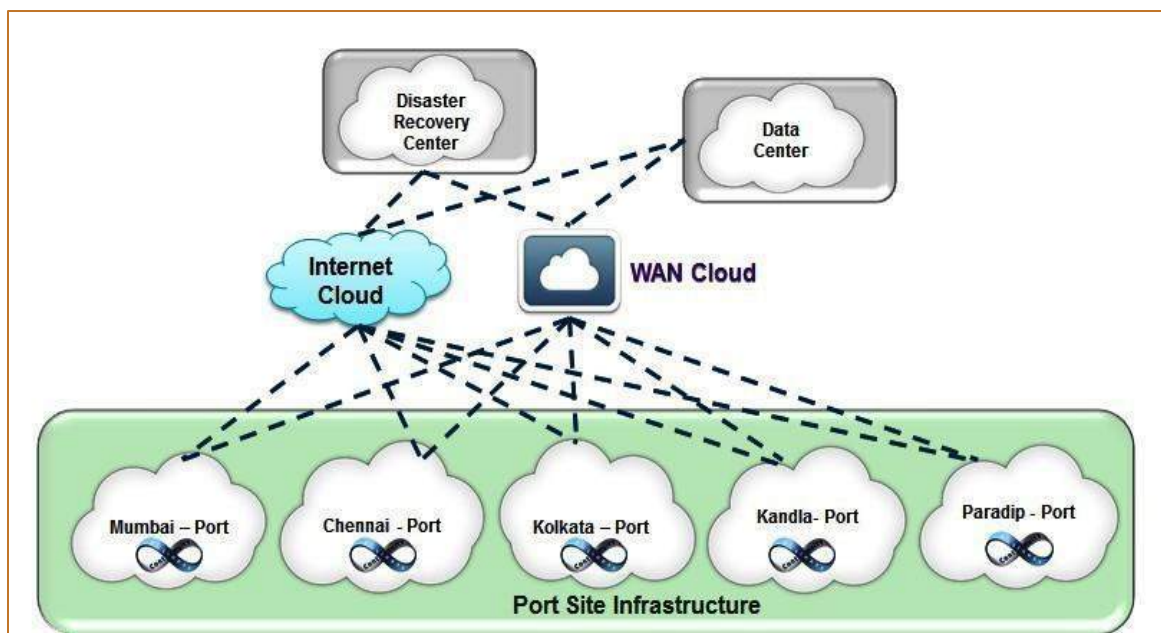 Disaster
Recovery
Center
Data
Center
Internet
Cloud
WAN Cloud
Mumbai – Port
Chennai - Port
Kolkata – Port
Kandla- Port
Paradip - Port
Port Site Infrastructure